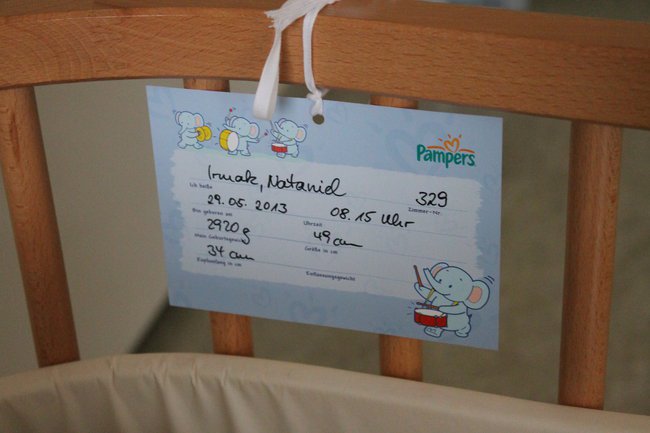 Pampers
Irmak, Nataniel 329
Ich heiße Zimmer-Nr.
29.05.2013 08.15 Uhr
Bin geboren am Uhrzeit
2920g 49 cm
Mein Geburtsgewicht Größe in cm
34 cm
Kopfumfang in cm Entlassungsgewicht